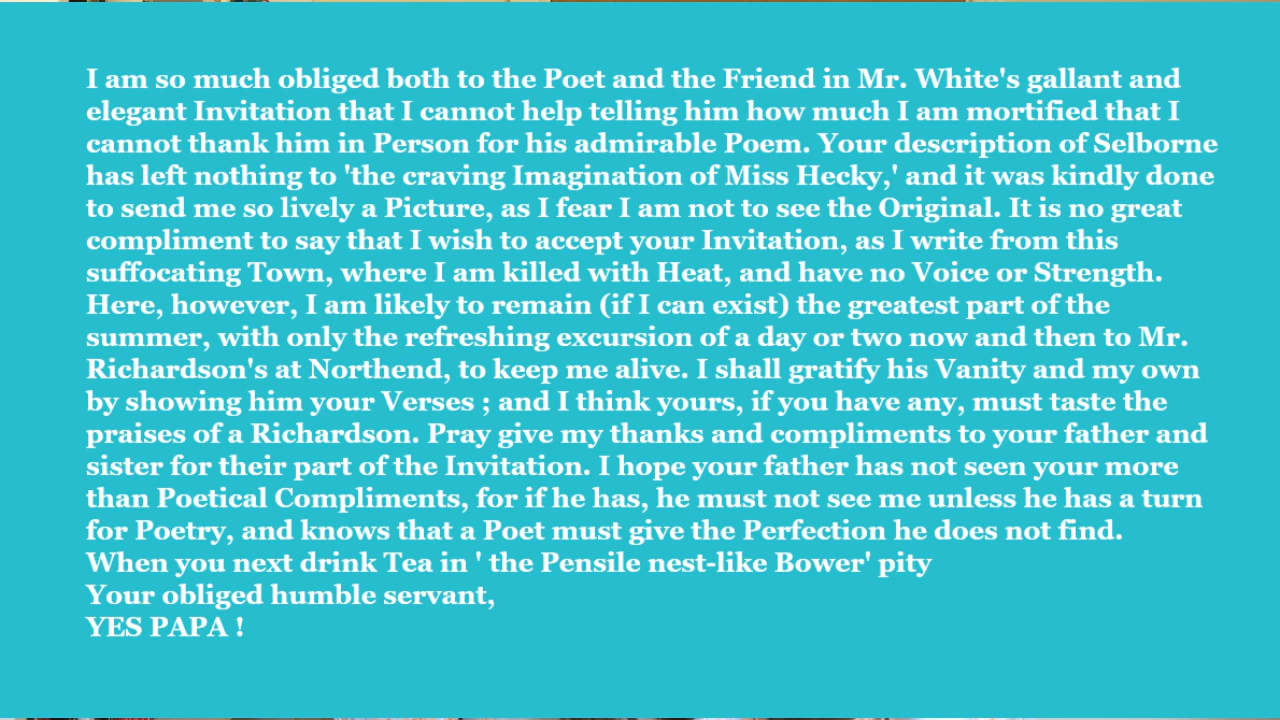 I am so much obliged both to the Poet and the Friend in Mr. White's gallant and
elegant Invitation that I cannot help telling him how much I am mortified that I
cannot thank him in Person for his admirable Poem. Your description of Selborne
has left nothing to 'the craving Imagination of Miss Hecky,' and it was kindly done
to send me so lively a Picture, as I fear I am not to see the Original. It is no great
compliment to say that I wish to accept your Invitation, as I write from this
suffocating Town, where I am killed with Heat, and have no Voice or Strength.
Here, however, I am likely to remain (if I can exist) the greatest part of the
summer, with only the refreshing excursion of a day or two now and then to Mr.
Richardson's at Northend, to keep me alive. I shall gratify his Vanity and my own
by showing him your Verses ; and I think yours, if you have any, must taste the
praises of a Richardson. Pray give my thanks and compliments to your father and
sister for their part of the Invitation. I hope your father has not seen your more
than Poetical Compliments, for if he has, he must not see me unless he has a turn
for Poetry, and knows that a Poet must give the Perfection he does not find.
When you next drink Tea in ' the Pensile nest-like Bower' pity
Your obliged humble servant,
YES PAPA !